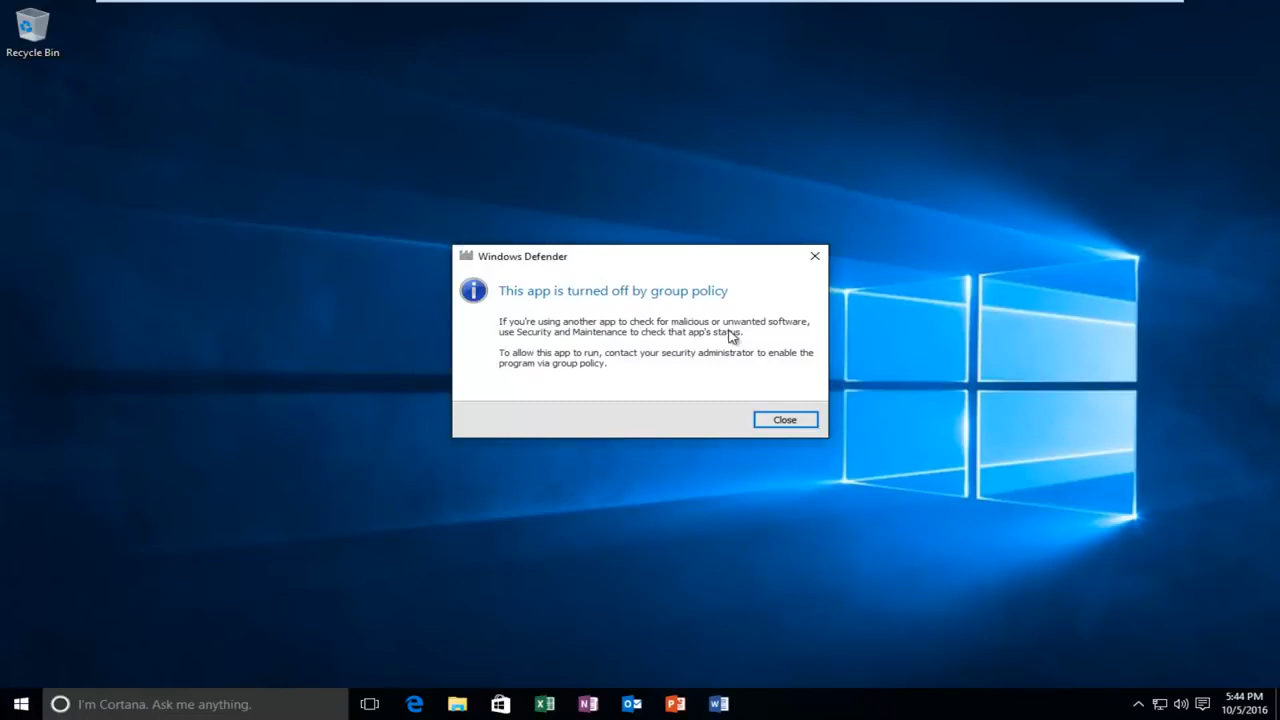 Recycle Bin
Windows Defender
This app is turned off by group policy
If you're using another app to check for malicious or unwanted software,
use Security and Maintenance to check that app's status.
To allow this app to run, contact your security administrator to enable the
program via group policy.
Close
I'm Cortana. Ask me anything.
5:44 PM
10/5/2016